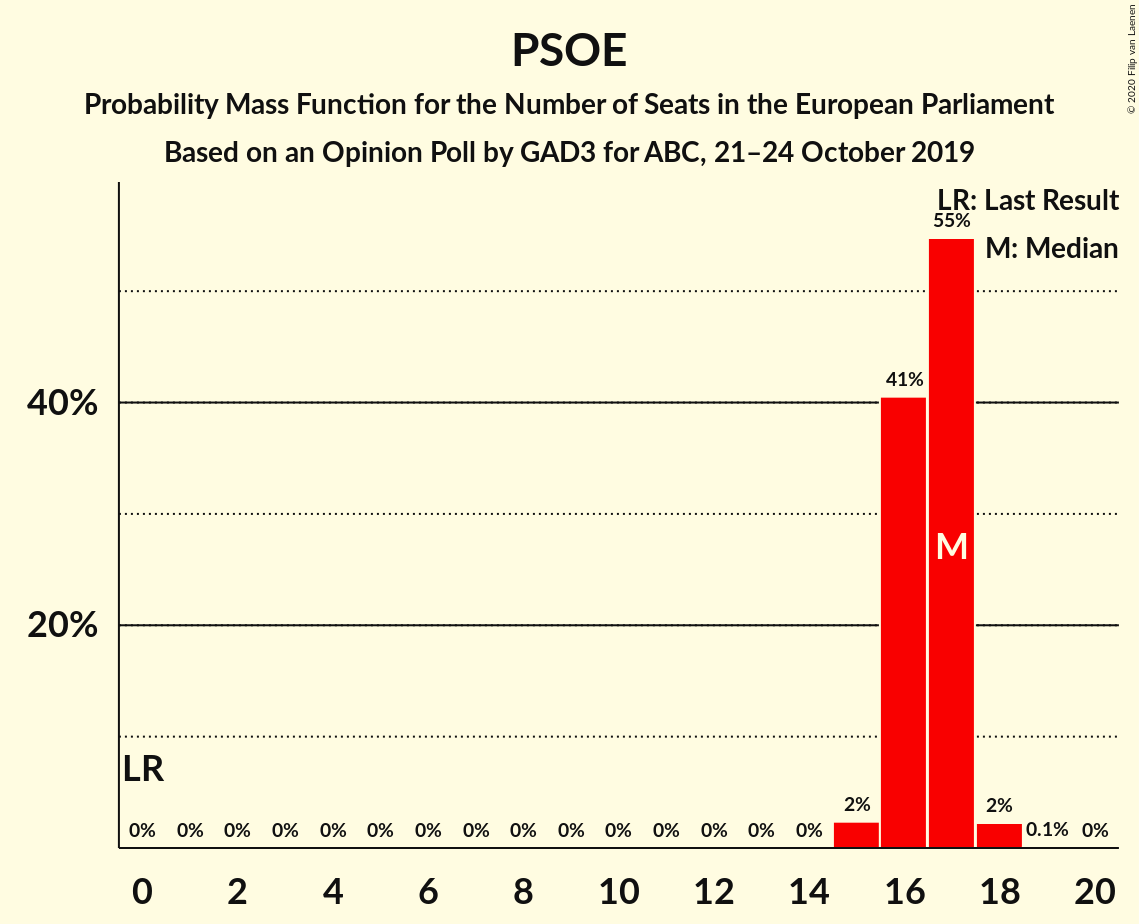 PSOE
Probability Mass Function for the Number of Seats in the European Parliament
Based on an Opinion Poll by GAD3 for ABC, 21–24 October 2019
© 2020 Filip van Laenen
LR: Last Result
55%
M: Median
41%
40%
M
20%
LR
2%
2%
0% 0% 0% 0% 0% 0% 0% 0% 0% 0% 0% 0% 0% 0% 0% 0.1% 0%
0 2 4 6 8 10 12 14 16 18 20